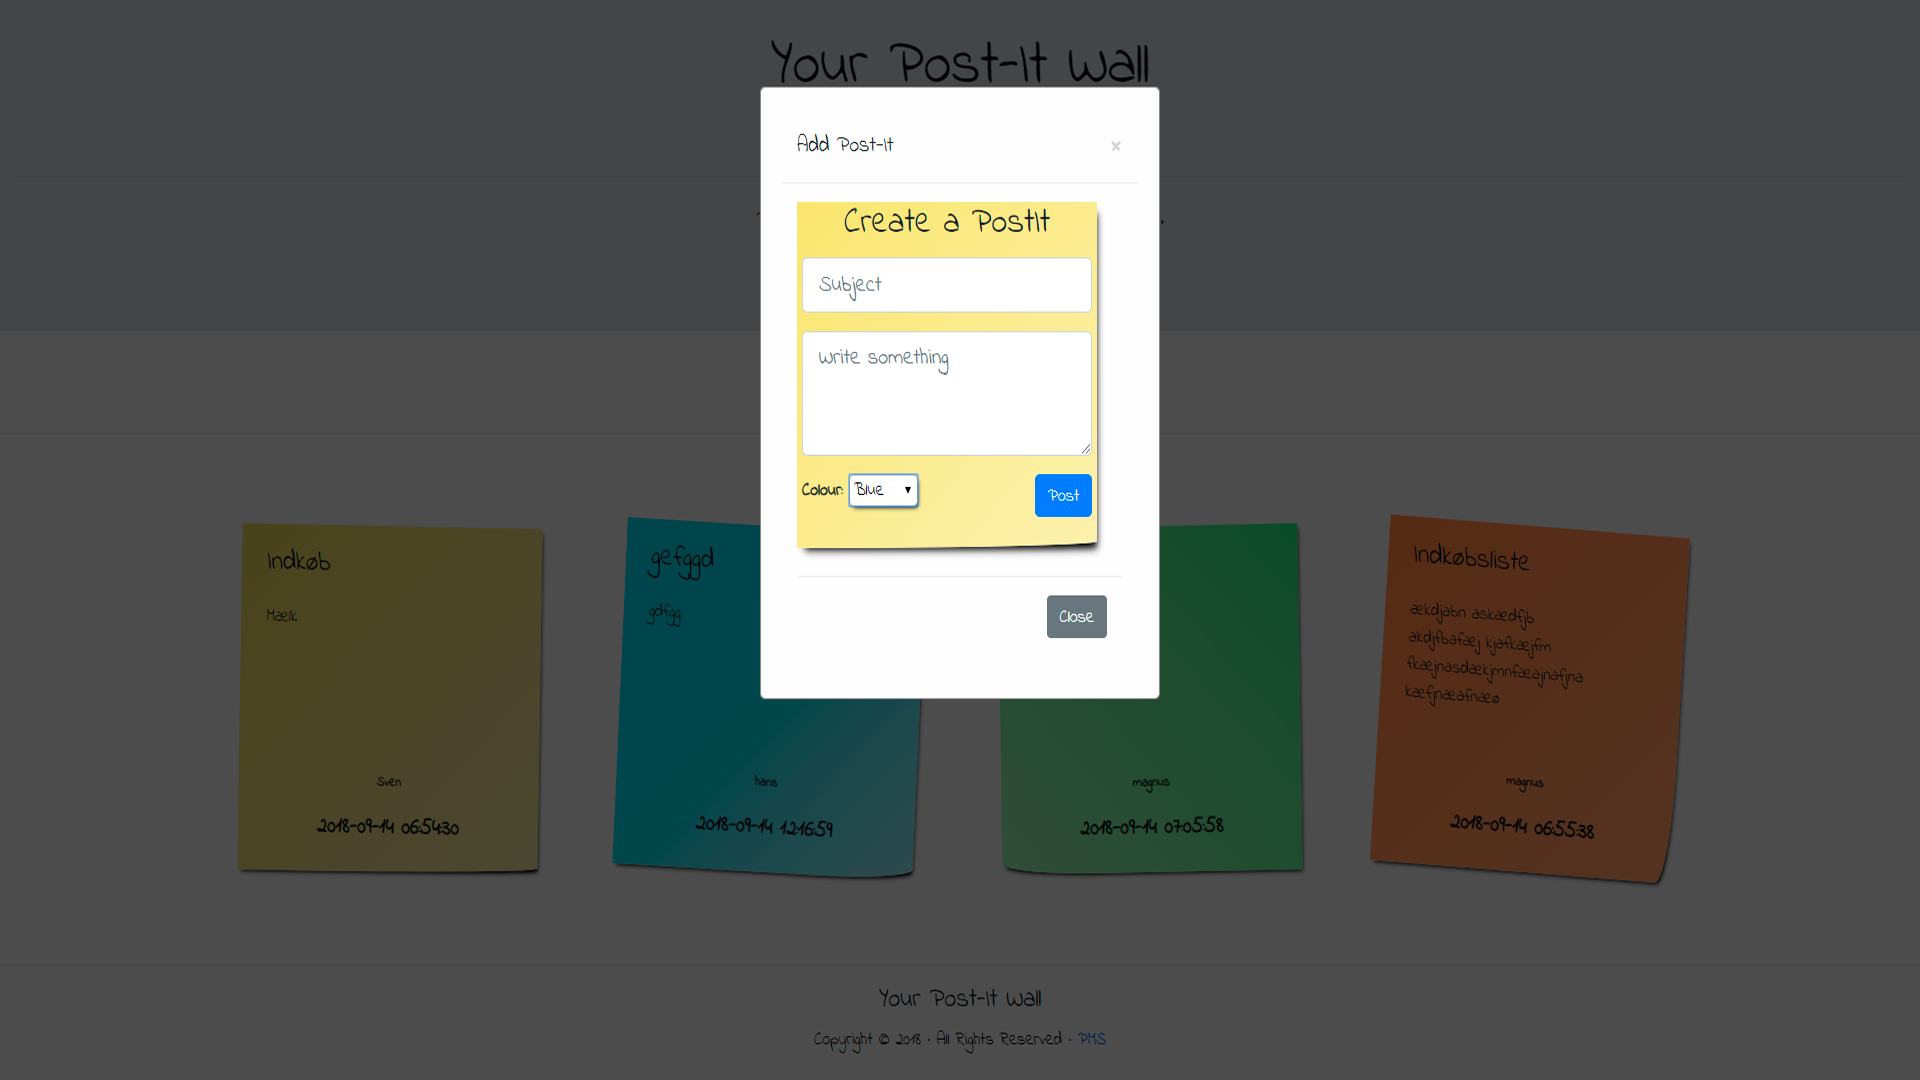 Your Post-It Wall
Add Post-It
×
Create a PostIt
Subject
Write something
Colour: Blue
Post
Close
Indkøb
Mælk
Sven
2018-09-14 06:54:30
gefggd
gdfgg
hans
2018-09-14 12:16:59
magnus
2018-09-14 07:05:58
Indkøbsliste
ækdjabn askædfjb
akdjfbafæj kjafkæjfm
fkæjnasdækjmnfæajnafjna
kæfjnæafnæø
magnus
2018-09-14 06:55:38
Your Post-It Wall
Copyright © 2018 · All Rights Reserved · PMS